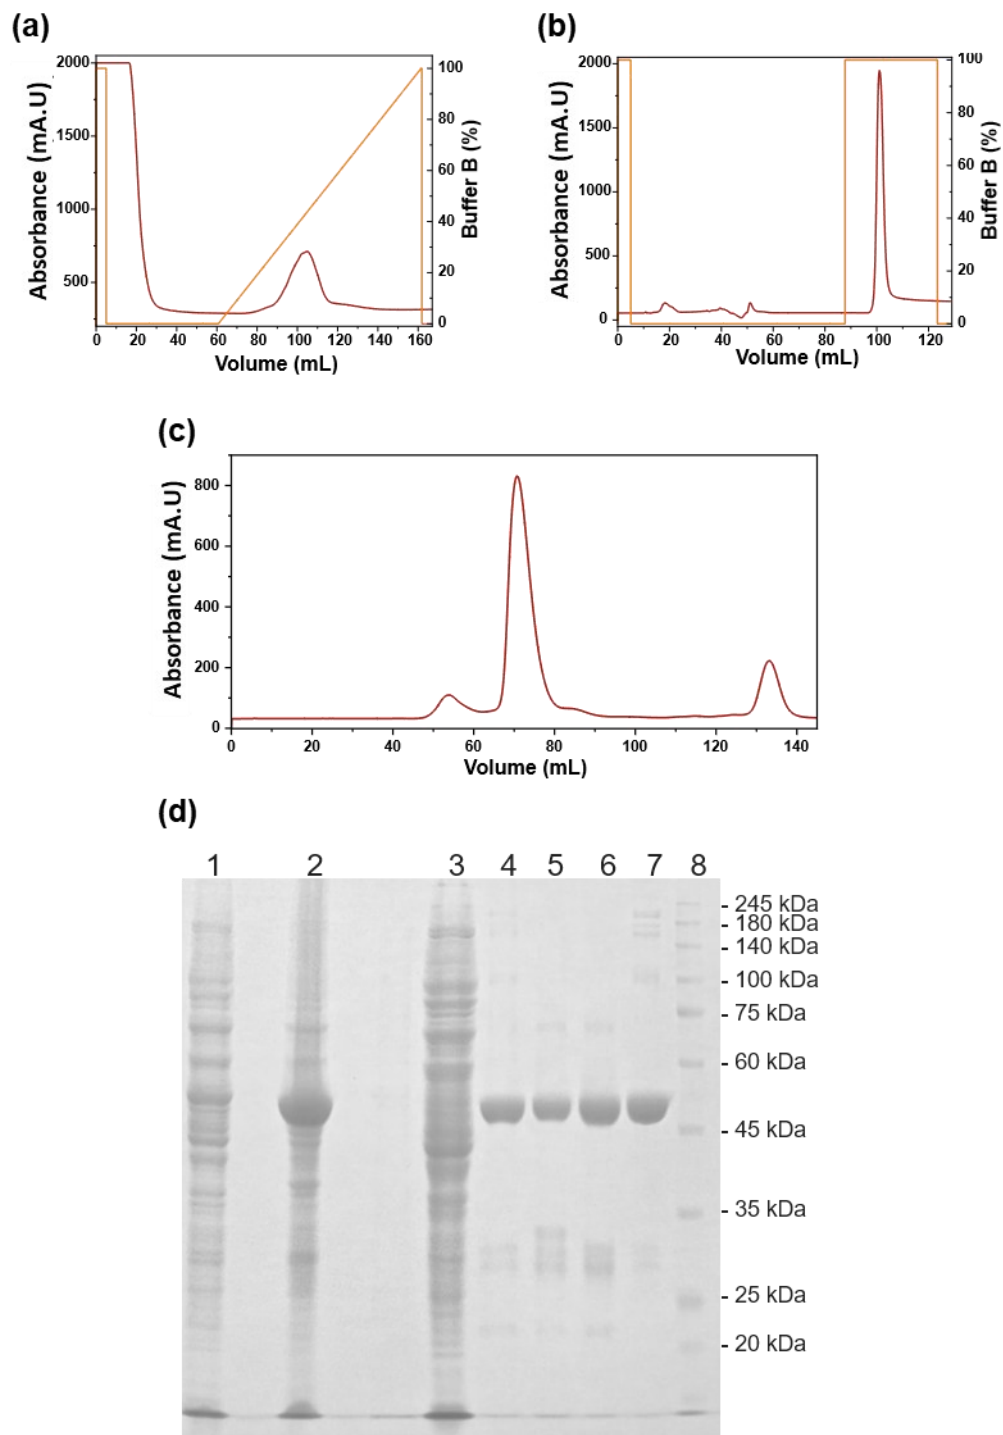 (a)
2000
1500
1000
500
Absorbance (mA.U)
100
80
60
40
20
0
Buffer B (%)
0 20 40 60 80 100 120 140 160
Volume (mL)
(b)
2000
1500
1000
500
0
Absorbance (mA.U)
100
80
60
40
20
0
Buffer B (%)
0 20 40 60 80 100 120
Volume (mL)
(c)
800
600
400
200
0
Absorbance (mA.U)
0 20 40 60 80 100 120 140
Volume (mL)
(d)
1 2 3 4 5 6 7 8
- 245 kDa
- 180 kDa
- 140 kDa
- 100 kDa
- 75 kDa
- 60 kDa
- 45 kDa
- 35 kDa
- 25 kDa
- 20 kDa